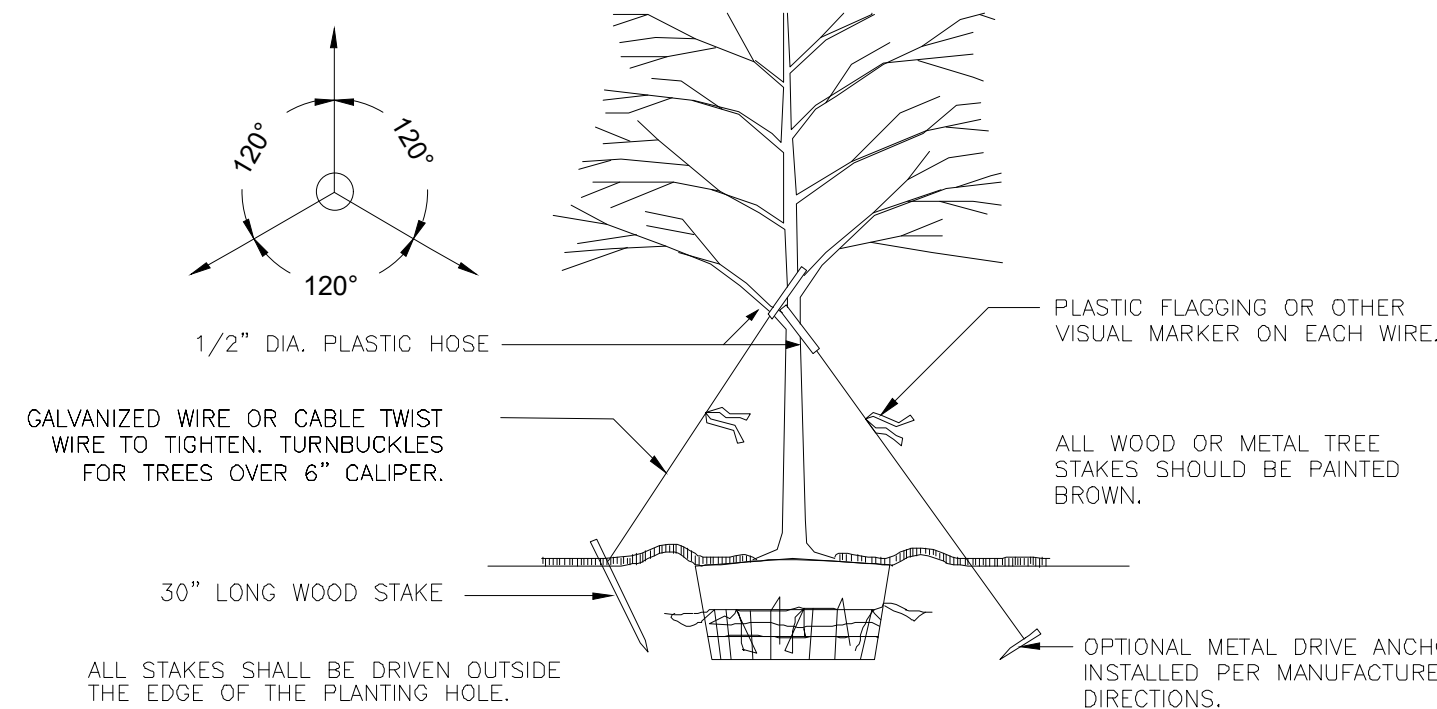 120°
120°
120°
1/2" DIA. PLASTIC HOSE
GALVANIZED WIRE OR CABLE TWIST
WIRE TO TIGHTEN. TURNBUCKLES
FOR TREES OVER 6" CALIPER.
30" LONG WOOD STAKE
ALL STAKES SHALL BE DRIVEN OUTSIDE
THE EDGE OF THE PLANTING HOLE.
PLASTIC FLAGGING OR OTHER
VISUAL MARKER ON EACH WIRE.
ALL WOOD OR METAL TREE
STAKES SHOULD BE PAINTED
BROWN.
OPTIONAL METAL DRIVE
INSTALLED PER MANUFACTURE
DIRECTIONS.